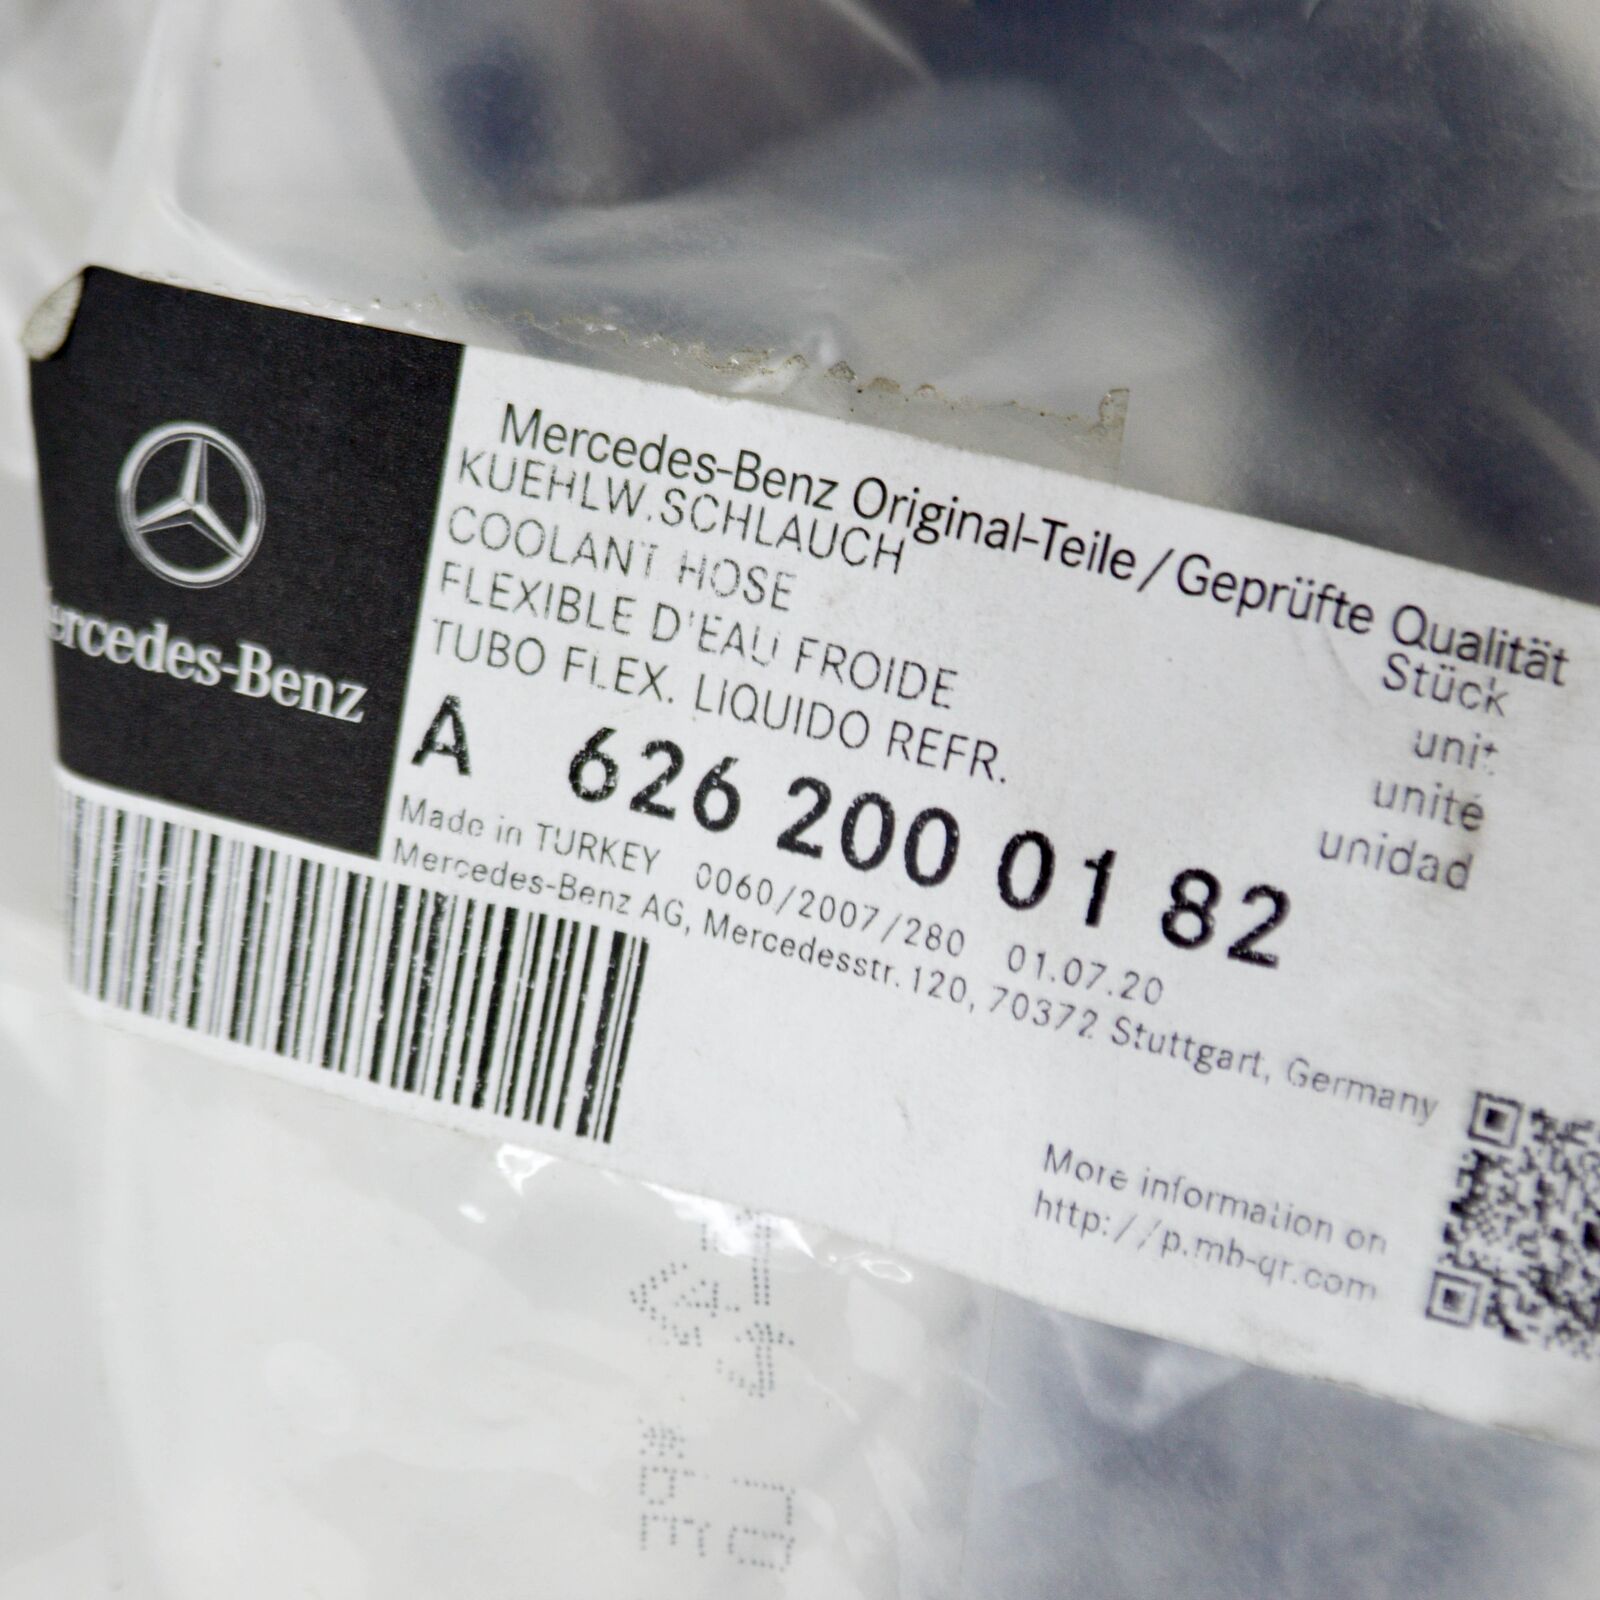 Mercedes-Benz
Mercedes-Benz Original-Teile / Geprüfte Qualität
KUEHLW.SCHLAUCH
COOLANT HOSE
FLEXIBLE D'EAU FROIDE
TUBO FLEX. LIQUIDO REFR.
Stück
unit
unité
unidad
A 626 200 01 82
Made in TURKEY 0060/2007/280 01.07.20
Mercedes-Benz AG, Mercedesstr. 120, 70372 Stuttgart, Germany
More information on
http://p.mb-qr.com